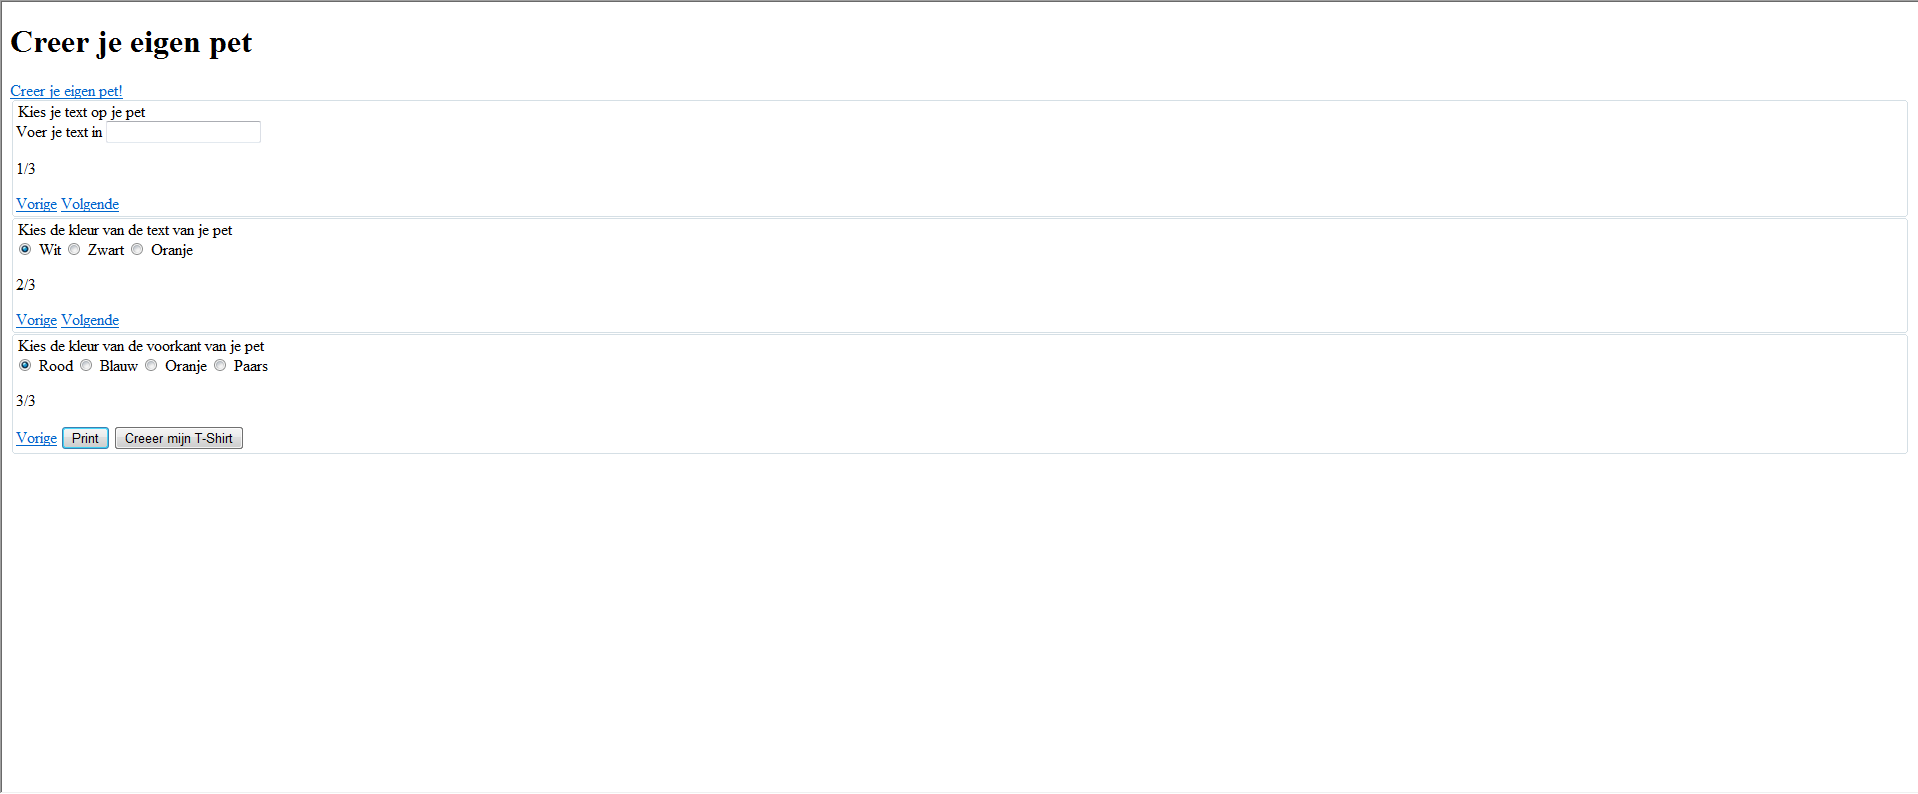 Creer je eigen pet
Creer je eigen pet!
Kies je text op je pet
Voer je text in
1/3
Vorige Volgende
Kies de kleur van de text van je pet
Wit Zwart Oranje
2/3
Vorige Volgende
Kies de kleur van de voorkant van je pet
Rood Blauw Oranje Paars
3/3
Vorige Print Creeer mijn T-Shirt